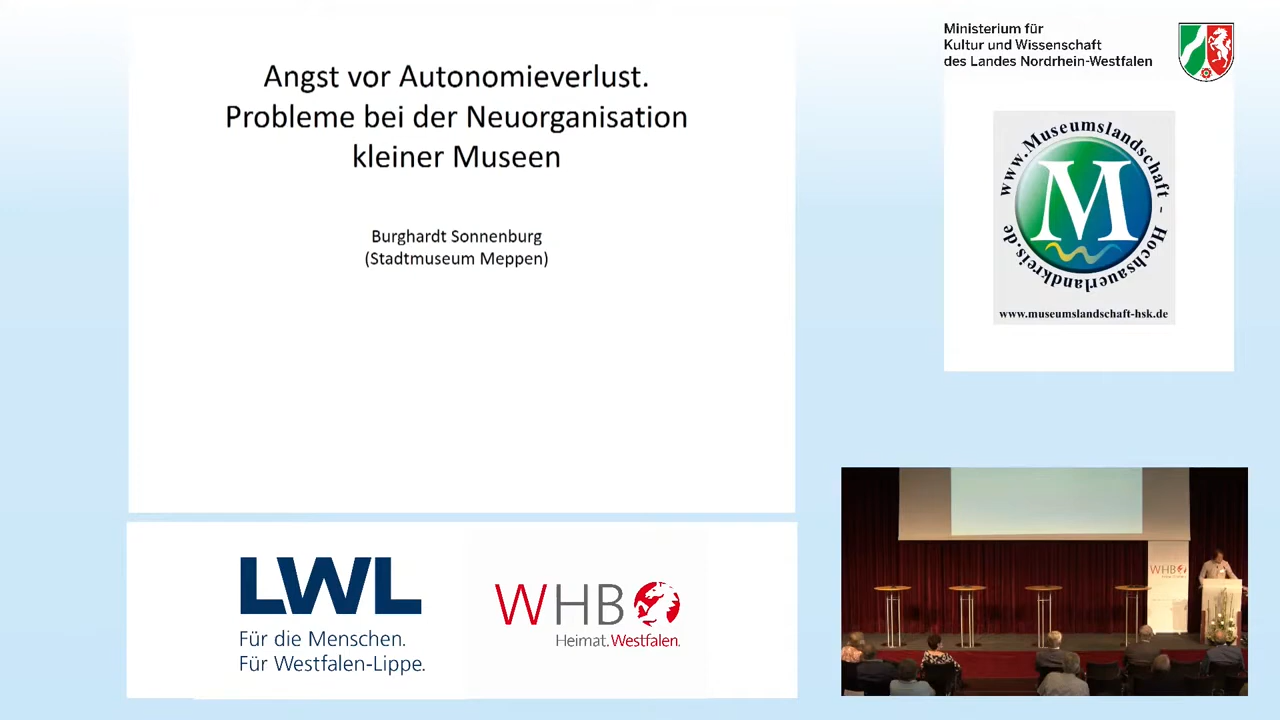 Angst vor Autonomieverlust.
Probleme bei der Neuorganisation
kleiner Museen
Burghardt Sonnenburg
(Stadtmuseum Meppen)
Ministerium für
Kultur und Wissenschaft
des Landes Nordrhein-Westfalen
www.Museumslandschaft - Hochsauerlandkreis.de
M
www.museumslandschaft-hsk.de
LWL
Für die Menschen.
Für Westfalen-Lippe.
WHB
Heimat.Westfalen.
WHB